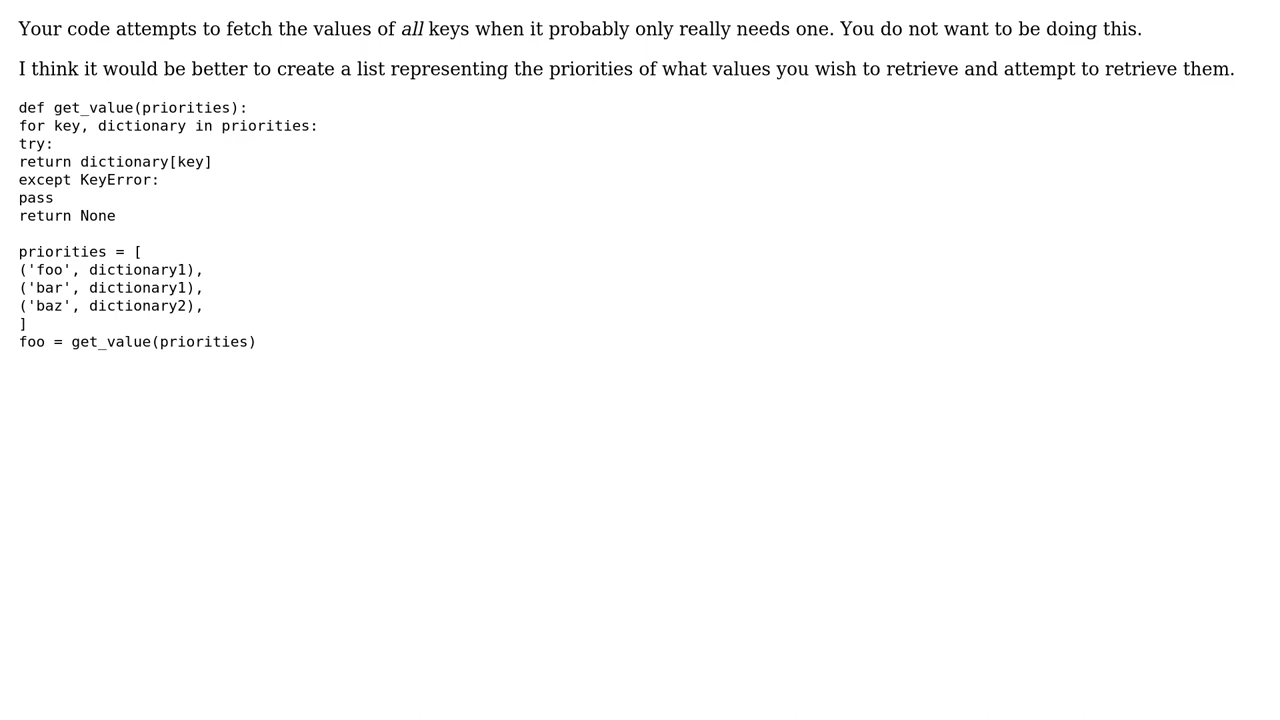 Your code attempts to fetch the values of all keys when it probably only really needs one. You do not want to be doing this.
I think it would be better to create a list representing the priorities of what values you wish to retrieve and attempt to retrieve them.
def get_value(priorities):
for key, dictionary in priorities:
try:
return dictionary[key]
except KeyError:
pass
return None
priorities = [
('foo', dictionary1),
('bar', dictionary1),
('baz', dictionary2),
]
foo = get_value(priorities)